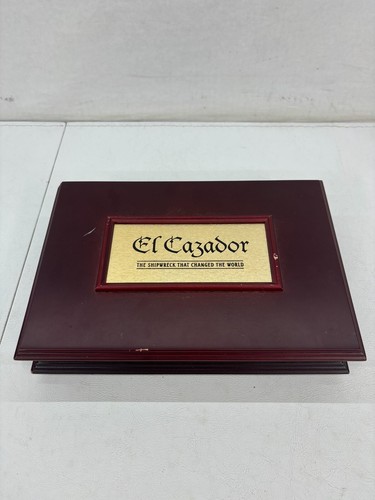 El Cazador
THE SHIPWRECK THAT CHANGED THE WORLD